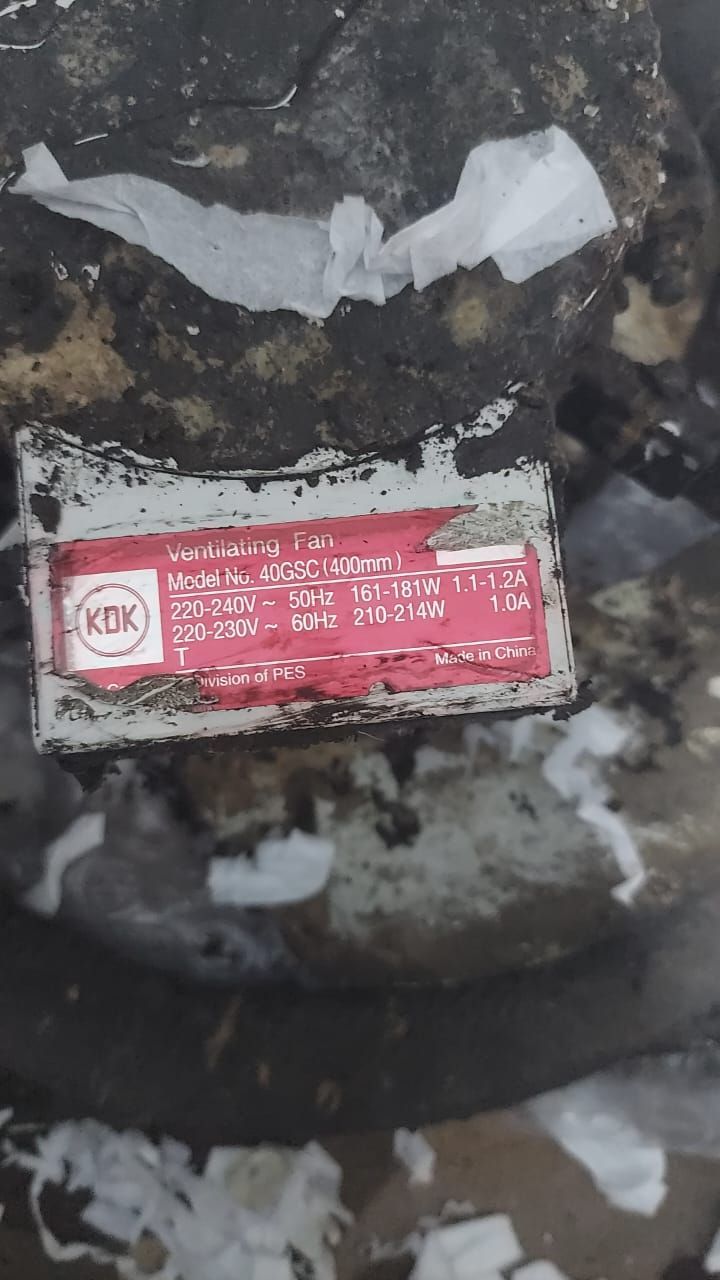 Ventilating Fan
Model No. 40GSC (400mm)
KDK
220-240V ~ 50Hz 161-181W 1.1-1.2A
220-230V ~ 60Hz 210-214W 1.0A
T
Division of PES Made in China